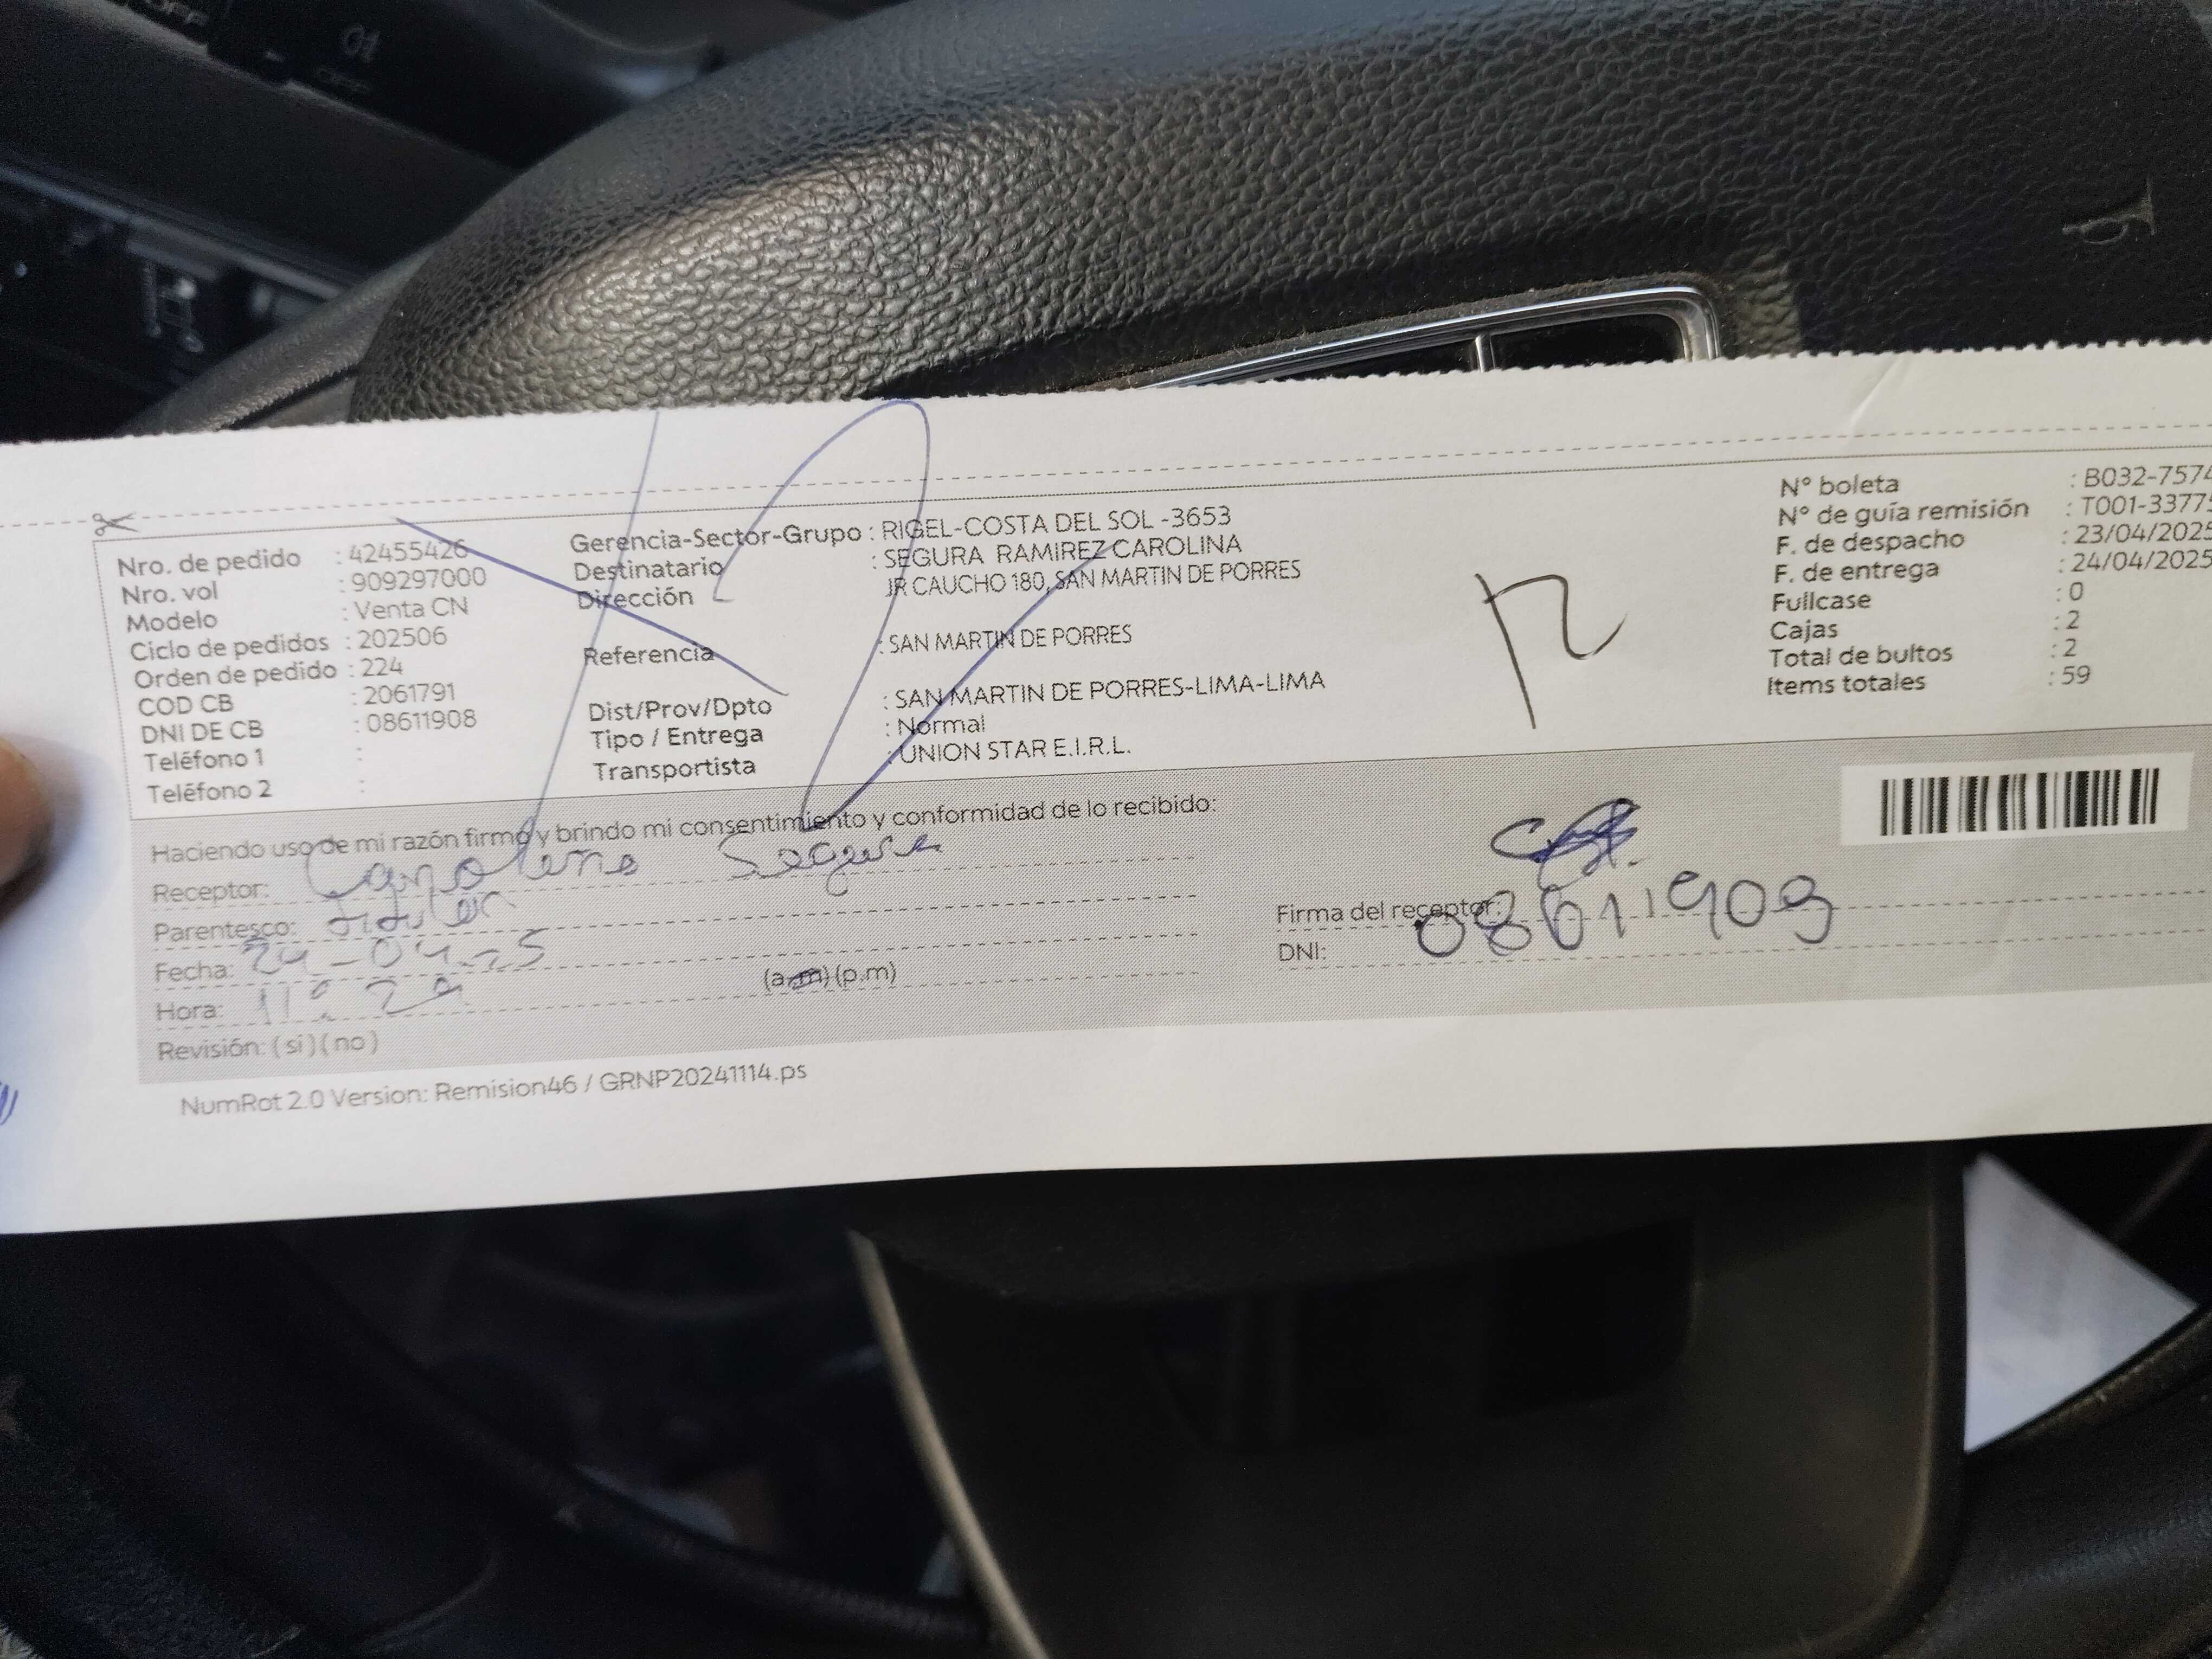 OFF
Nro. de pedido : 42455426
Nro. vol : 909297000
Modelo : Venta CN
Ciclo de pedidos : 202506
Orden de pedido : 224
COD CB : 2061791
DNI DE CB : 08611908
Teléfono 1 :
Teléfono 2 :
Gerencia-Sector-Grupo : RIGEL-COSTA DEL SOL -3653
Destinatario : SEGURA RAMIREZ CAROLINA
Dirección JR CAUCHO 180, SAN MARTIN DE PORRES
Referencia : SAN MARTIN DE PORRES
Dist/Prov/Dpto : SAN MARTIN DE PORRES-LIMA-LIMA
Tipo / Entrega : Normal
Transportista : UNION STAR E.I.R.L.
N° boleta : B032-7574
N° de guía remisión : T001-33775
F. de despacho : 23/04/2025
F. de entrega : 24/04/2025
Fullcase : 0
Cajas : 2
Total de bultos : 2
Items totales : 59
Haciendo uso de mi razón firmo y brindo mi consentimiento y conformidad de lo recibido:
Receptor: Carolina Segura
Parentesco: titular
Fecha: 24-04-25
Hora: 11:29 (a.m) (p.m)
Revisión: (si) (no)
Firma del receptor:
DNI: 08611908
NumRot 2.0 Version: Remision46 / GRNP20241114.ps